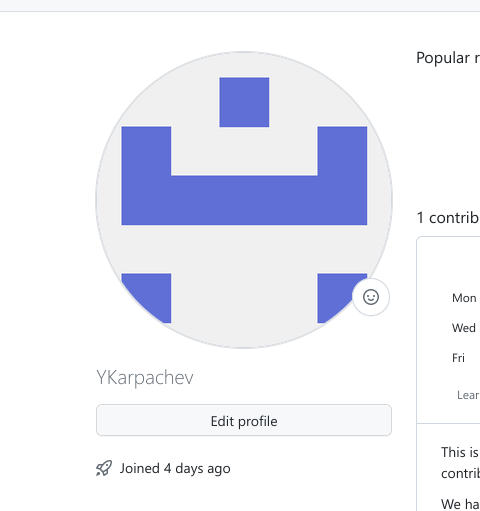 Popular r
1 contrib
Mon
Wed
Fri
Lear
This is
contrib
We ha
YKarpachev
Edit profile
Joined 4 days ago